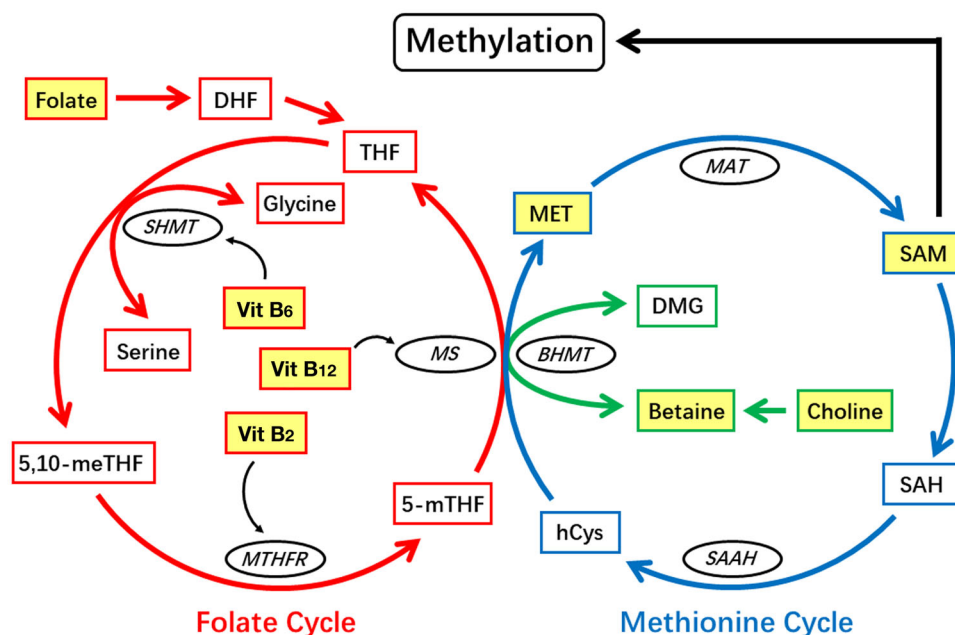 Methylation
Folate
DHF
THF
Glycine
SHMT
Serine
Vit B6
Vit B12
Vit B2
MS
BHMT
MET
MAT
SAM
DMG
Betaine
Choline
5,10-meTHF
5-mTHF
MTHFR
hCys
SAAH
SAH
Folate Cycle
Methionine Cycle